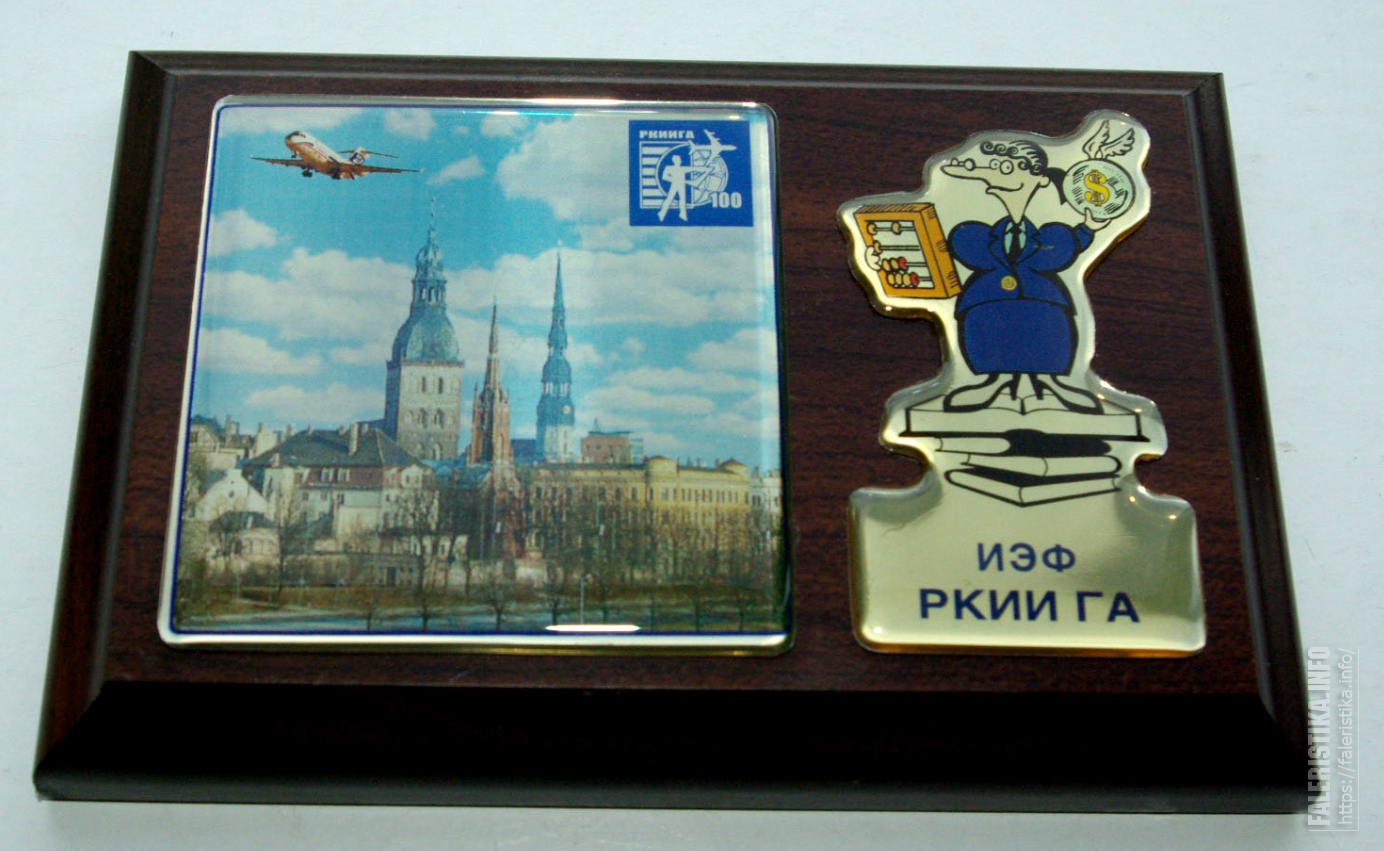 РКИИГА
100
$
ИЭФ
РКИИ ГА
FALERISTIKA.INFO
https://faleristika.info/